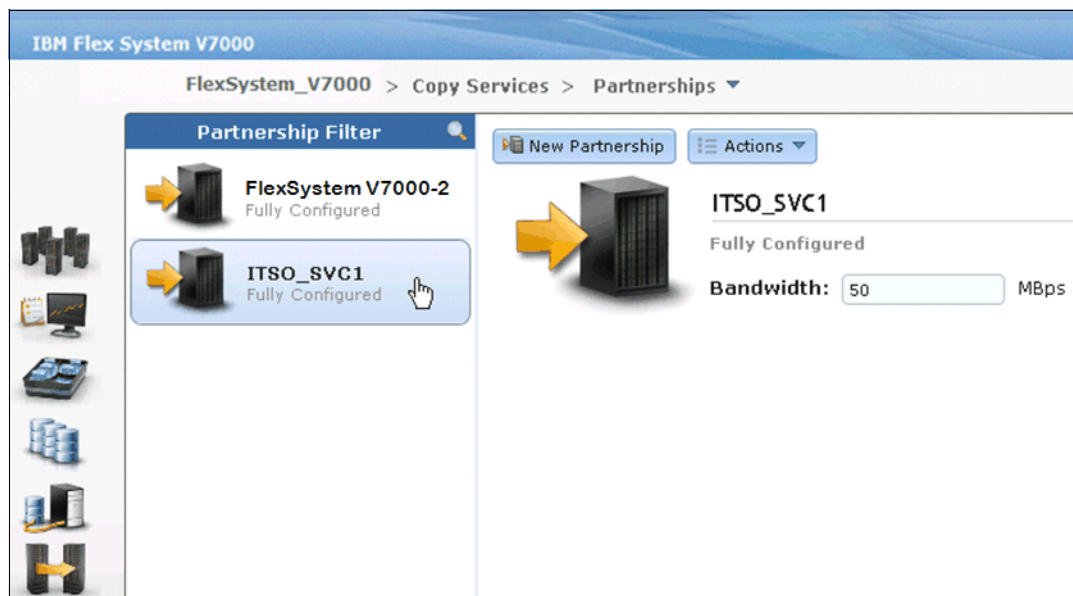 IBM Flex System V7000
FlexSystem_V7000 > Copy Services > Partnerships
Partnership Filter
FlexSystem V7000-2
Fully Configured
ITSO_SVC1
Fully Configured
New Partnership
Actions
ITSO_SVC1
Fully Configured
Bandwidth: 50 MBps